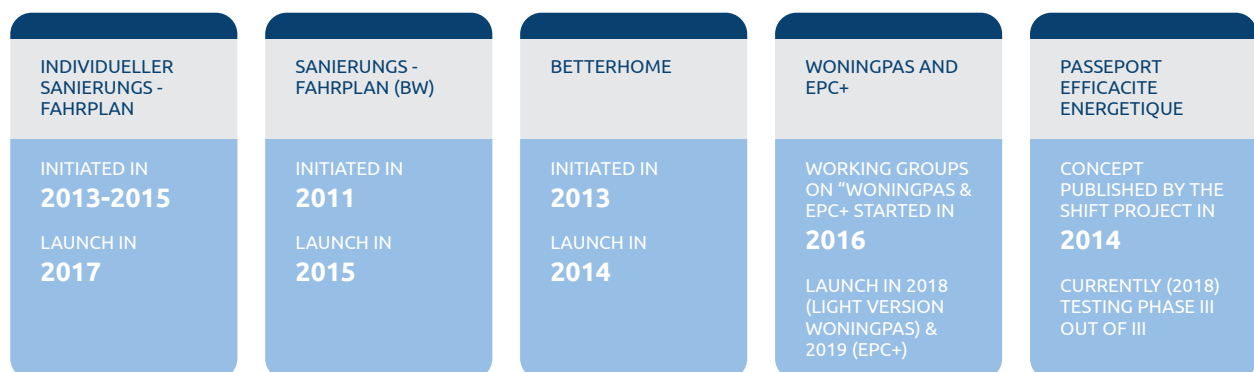 INDIVIDUELLER
SANIERUNGS -
FAHRPLAN
INITIATED IN
2013-2015
LAUNCH IN
2017
SANIERUNGS -
FAHRPLAN (BW)
INITIATED IN
2011
LAUNCH IN
2015
BETTERHOME
INITIATED IN
2013
LAUNCH IN
2014
WONINGPAS AND
EPC+
WORKING GROUPS
ON “WONINGPAS &
EPC+ STARTED IN
2016
LAUNCH IN 2018
(LIGHT VERSION
WONINGPAS) &
2019 (EPC+)
PASSEPORT
EFFICACITE
ENERGETIQUE
CONCEPT
PUBLISHED BY THE
SHIFT PROJECT IN
2014
CURRENTLY (2018)
TESTING PHASE III
OUT OF III